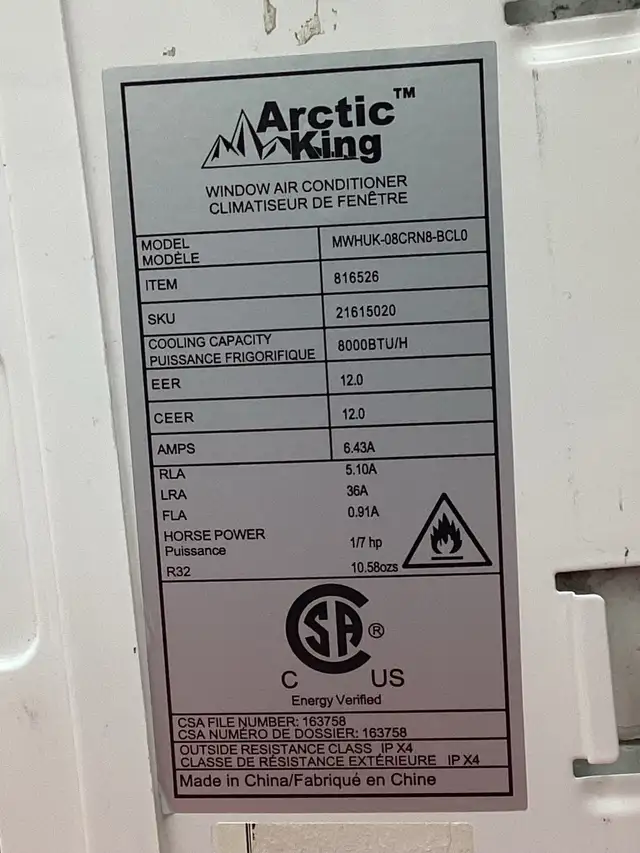 Arctic™
King
WINDOW AIR CONDITIONER
CLIMATISEUR DE FENÊTRE
MODEL
MODÈLE MWHUK-08CRN8-BCL0
ITEM 816526
SKU 21615020
COOLING CAPACITY
PUISSANCE FRIGORIFIQUE 8000BTU/H
EER 12.0
CEER 12.0
AMPS 6.43A
RLA 5.10A
LRA 36A
FLA 0.91A
HORSE POWER
Puissance 1/7 hp
R32 10.58ozs
CSA®
C US
Energy Verified
CSA FILE NUMBER: 163758
CSA NUMÉRO DE DOSSIER: 163758
OUTSIDE RESISTANCE CLASS IP X4
CLASSE DE RÉSISTANCE EXTÉRIEURE IP X4
Made in China/Fabriqué en Chine